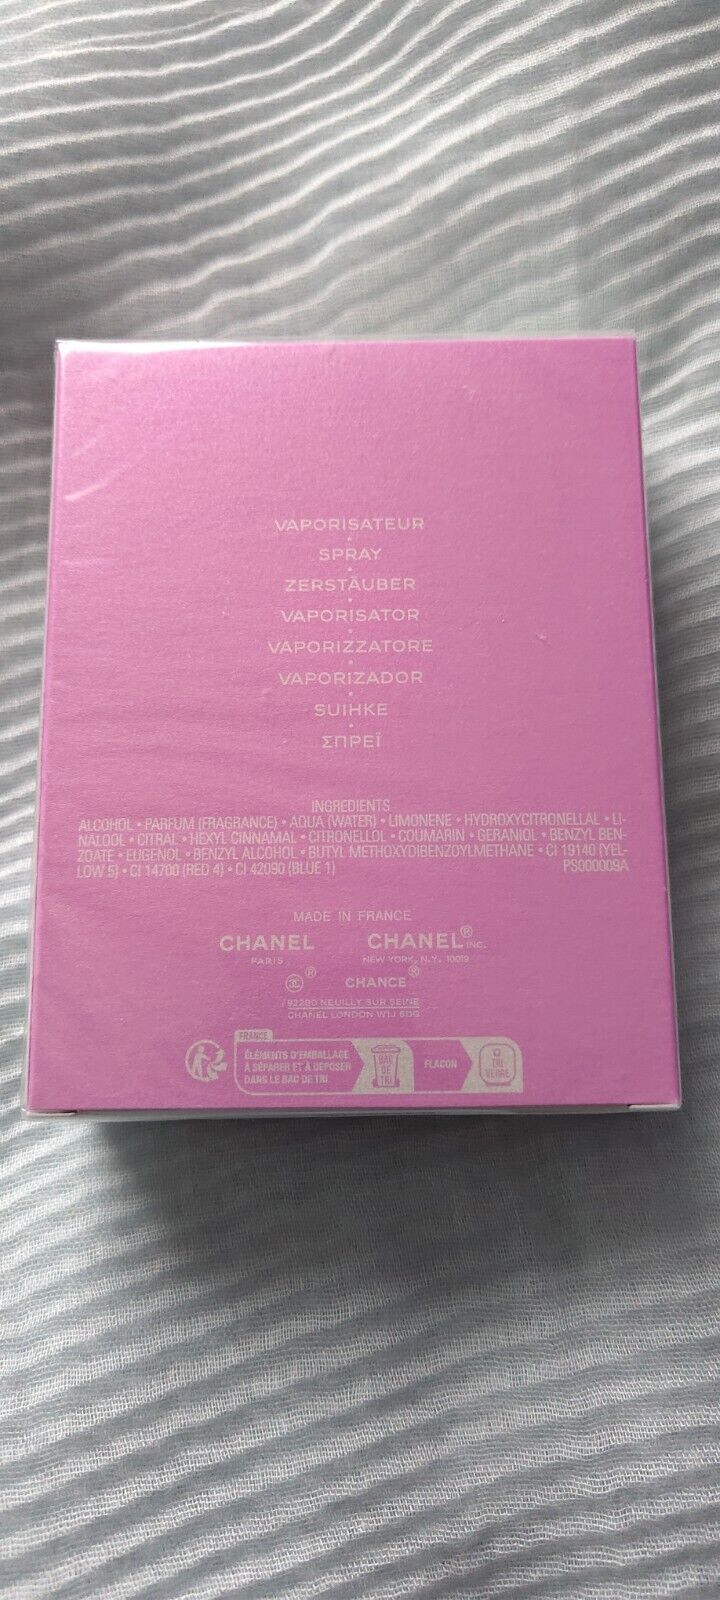 VAPORISATEUR
SPRAY
ZERSTÄUBER
VAPORISATOR
VAPORIZZATORE
VAPORIZADOR
SUIHKE
ΣΠΡΕΪ
INGREDIENTS
ALCOHOL • PARFUM (FRAGRANCE) • AQUA (WATER) • LIMONENE • HYDROXYCITRONELLAL • LI-
NALOOL • CITRAL • HEXYL CINNAMAL • CITRONELLOL • COUMARIN • GERANIOL • BENZYL BEN-
ZOATE • EUGENOL • BENZYL ALCOHOL • BUTYL METHOXYDIBENZOYLMETHANE • CI 19140 (YEL-
LOW 5) • CI 14700 (RED 4) • CI 42090 (BLUE 1) PS000009A
MADE IN FRANCE
CHANEL CHANEL® INC.
PARIS NEW YORK, N.Y. 10019
® CHANCE®
92200 NEUILLY SUR SEINE
CHANEL LONDON W1J 6DG
FRANCE
ÉLÉMENTS D'EMBALLAGE
À SÉPARER ET À DÉPOSER
DANS LE BAC DE TRI
BAC
DE
TRI
FLACON
TRI
VERRE